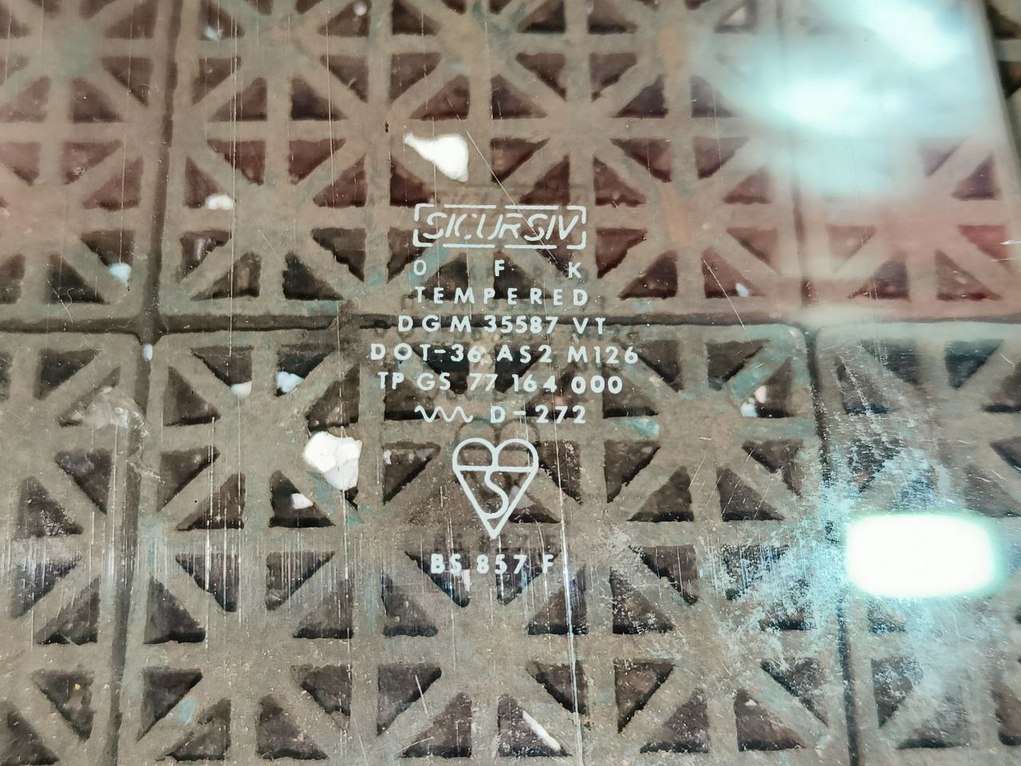 SICURSIV
O F K
TEMPERED
DGM 35587 VT
DOT-36 AS2 M126
TP GS 77 164 000
D-272
BS 857 F